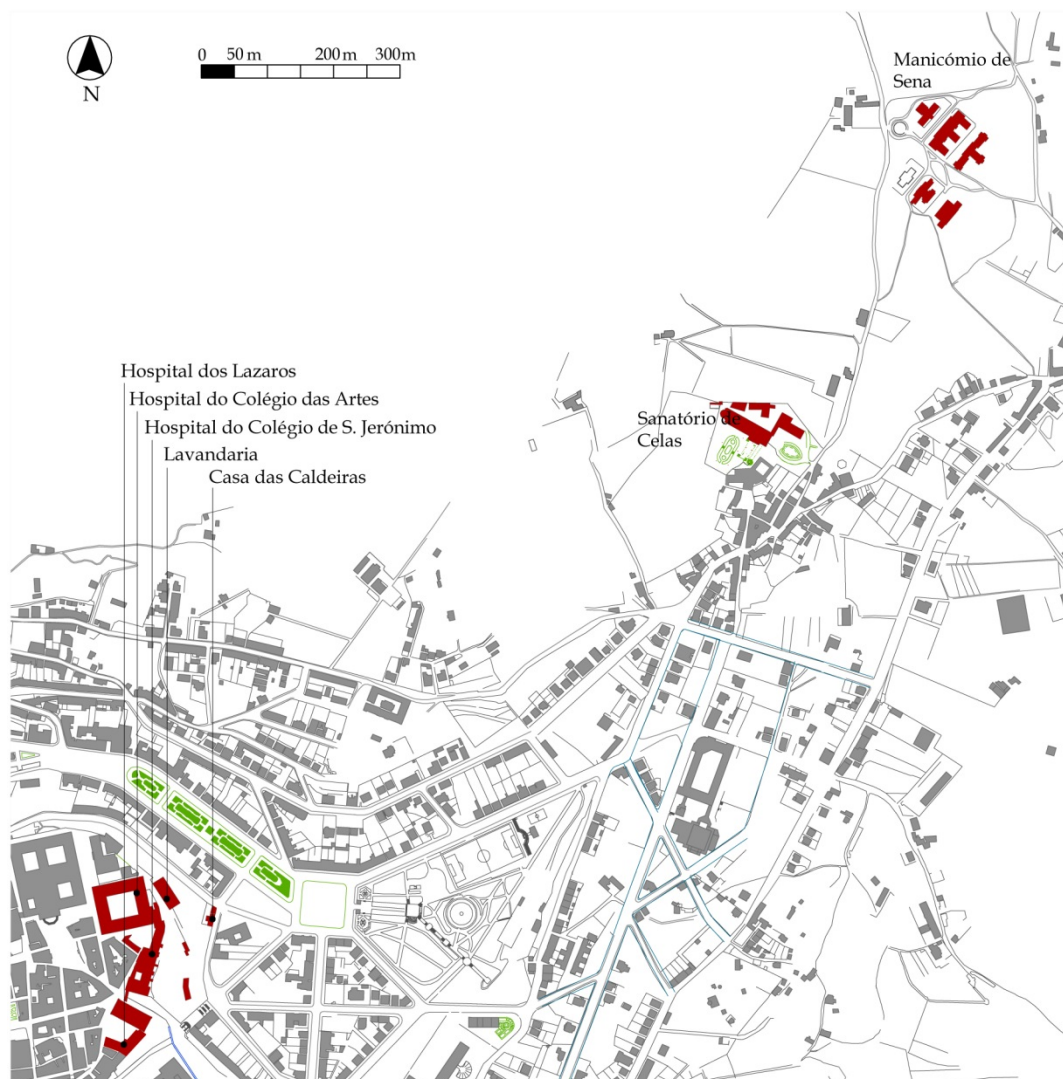 0 50 m 200 m 300 m
N
Manicómio de
Sena
Hospital dos Lazaros
Hospital do Colégio das Artes
Hospital do Colégio de S. Jerónimo
Lavandaria
Casa das Caldeiras
Sanatório de
Celas